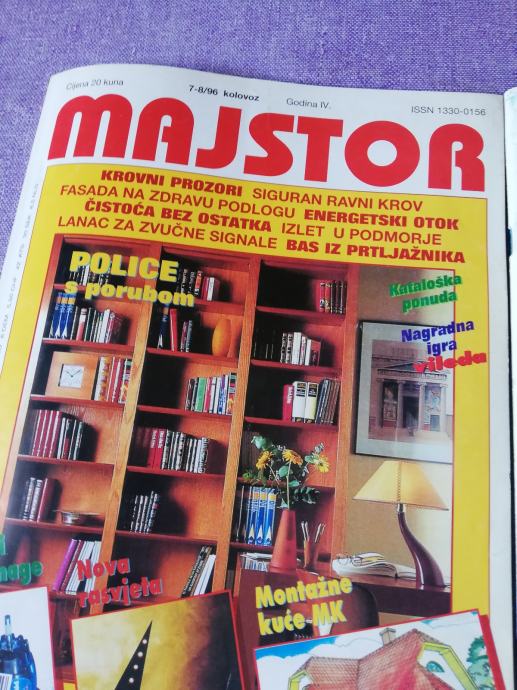 Cijena 20 kuna
7-8/96 kolovoz
Godina IV.
ISSN 1330-0156
MAJSTOR
KROVNI PROZORI SIGURAN RAVNI KROV
FASADA NA ZDRAVU PODLOGU ENERGETSKI OTOK
ČISTOĆA BEZ OSTATKA IZLET U PODMORJE
LANAC ZA ZVUČNE SIGNALE BAS IZ PRTLJAŽNIKA
POLICE
s porubom
Kataloška
ponuda
Nagradna
igra
vileda
Nova
rasvjeta
Montažne
kuće MK